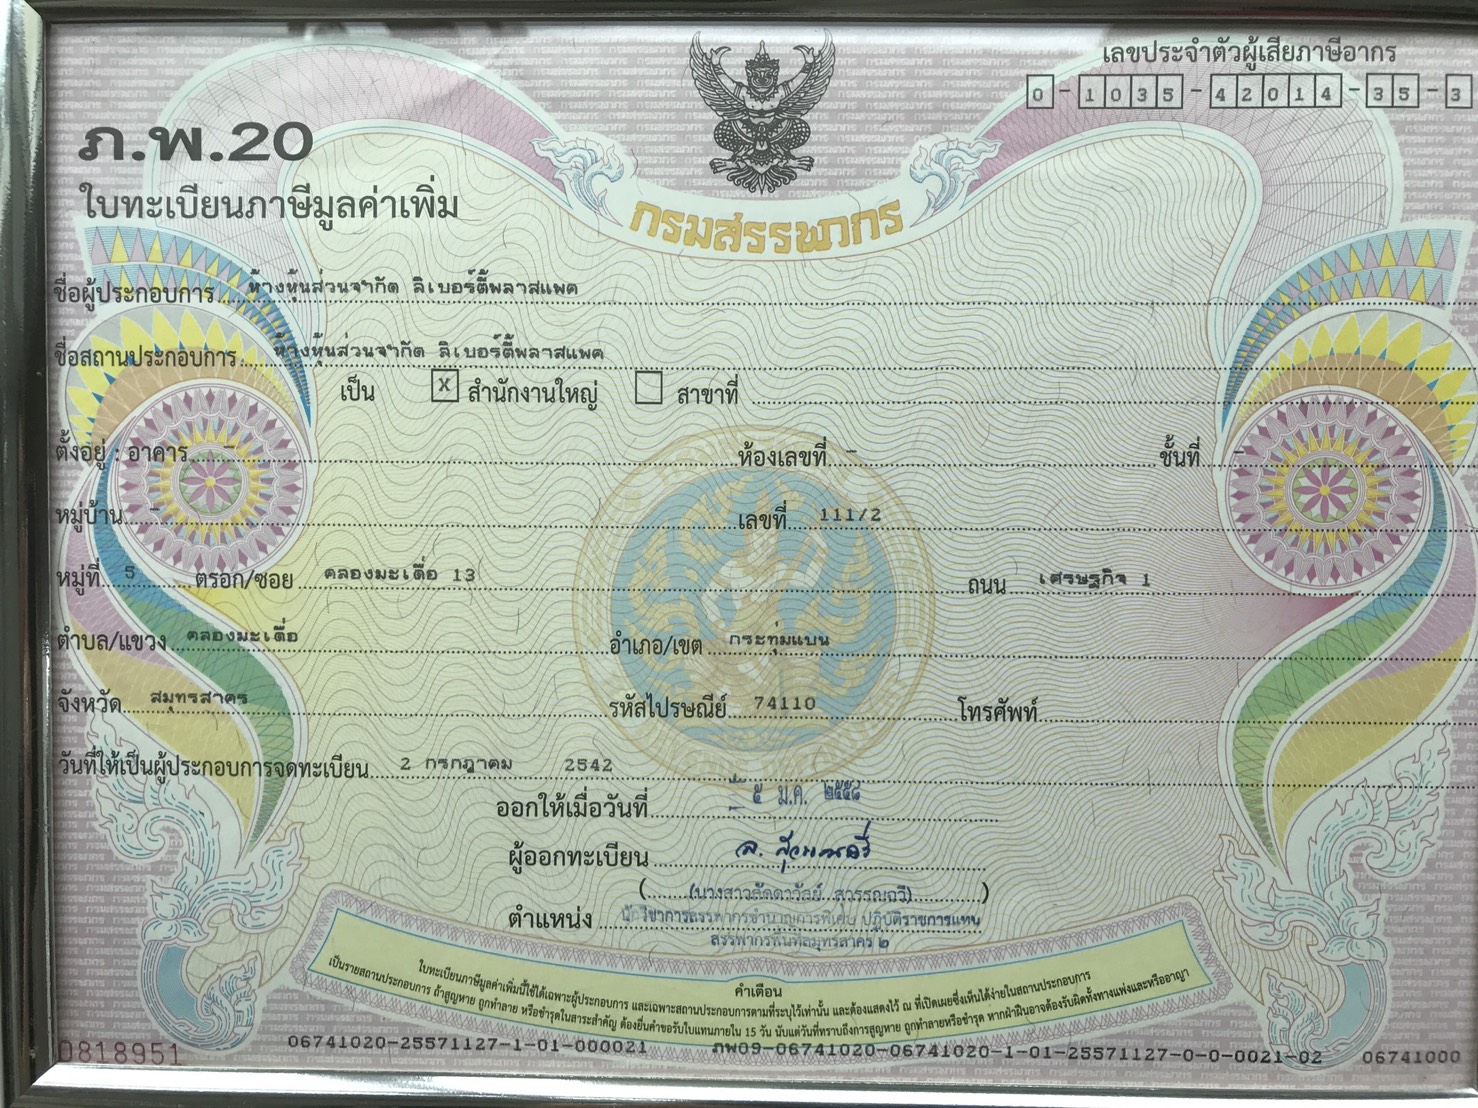 เลขประจำตัวผู้เสียภาษีอากร
0-1035-42014-35-3
ภ.พ.20
ใบทะเบียนภาษีมูลค่าเพิ่ม
กรมสรรพากร
ชื่อผู้ประกอบการ ห้างหุ้นส่วนจำกัด ลิเบอร์ตี้พลาสแพค
ชื่อสถานประกอบการ ห้างหุ้นส่วนจำกัด ลิเบอร์ตี้พลาสแพค
เป็น x สำนักงานใหญ่ สาขาที่
ตั้งอยู่ : อาคาร - ห้องเลขที่ - ชั้นที่ -
หมู่บ้าน - เลขที่ 111/2
หมู่ที่ 5 ตรอก/ซอย คลองมะเดื่อ 13 ถนน เศรษฐกิจ 1
ตำบล/แขวง คลองมะเดื่อ อำเภอ/เขต กระทุ่มแบน
จังหวัด สมุทรสาคร รหัสไปรษณีย์ 74110 โทรศัพท์
วันที่ให้เป็นผู้ประกอบการจดทะเบียน 2 กรกฎาคม 2542
ออกให้เมื่อวันที่ ๕ ม.ค. ๒๕๕๘
ผู้ออกทะเบียน
(นางสาวลัดดาวัลย์ สุวรรณฉวี)
ตำแหน่ง นักวิชาการสรรพากรชำนาญการพิเศษ ปฏิบัติราชการแทน
สรรพากรพื้นที่สมุทรสาคร ๒
คำเตือน
ใบทะเบียนภาษีมูลค่าเพิ่มนี้ใช้ได้เฉพาะผู้ประกอบการ และเฉพาะสถานประกอบการตามที่ระบุไว้เท่านั้น และต้องแสดงไว้ ณ ที่เปิดเผยซึ่งเห็นได้ง่ายในสถานประกอบการ
เป็นรายสถานประกอบการ ถ้าสูญหาย ถูกทำลาย หรือชำรุดในสาระสำคัญ ต้องยื่นคำขอรับใบแทนภายใน 15 วัน นับแต่วันที่ทราบถึงการสูญหาย ถูกทำลายหรือชำรุด หากฝ่าฝืนอาจต้องรับผิดทั้งทางแพ่งและหรืออาญา
0818951 06741020-25571127-1-01-000021 ภพ09-06741020-06741020-1-01-25571127-0-0-0021-02 06741000